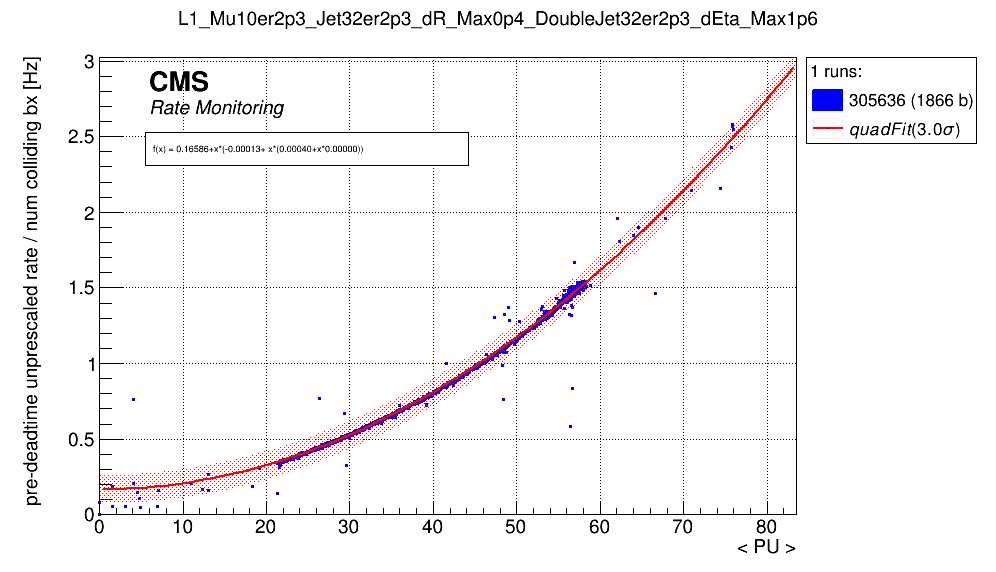 L1_Mu10er2p3_Jet32er2p3_dR_Max0p4_DoubleJet32er2p3_dEta_Max1p6
pre-deadtime unprescaled rate / num colliding bx [Hz]
CMS
Rate Monitoring
f(x) = 0.16586+x*(-0.00013+ x*(0.00040+x*0.00000))
1 runs:
305636 (1866 b)
quadFit(3.0σ)
3
2.5
2
1.5
1
0.5
0
0 10 20 30 40 50 60 70 80
< PU >